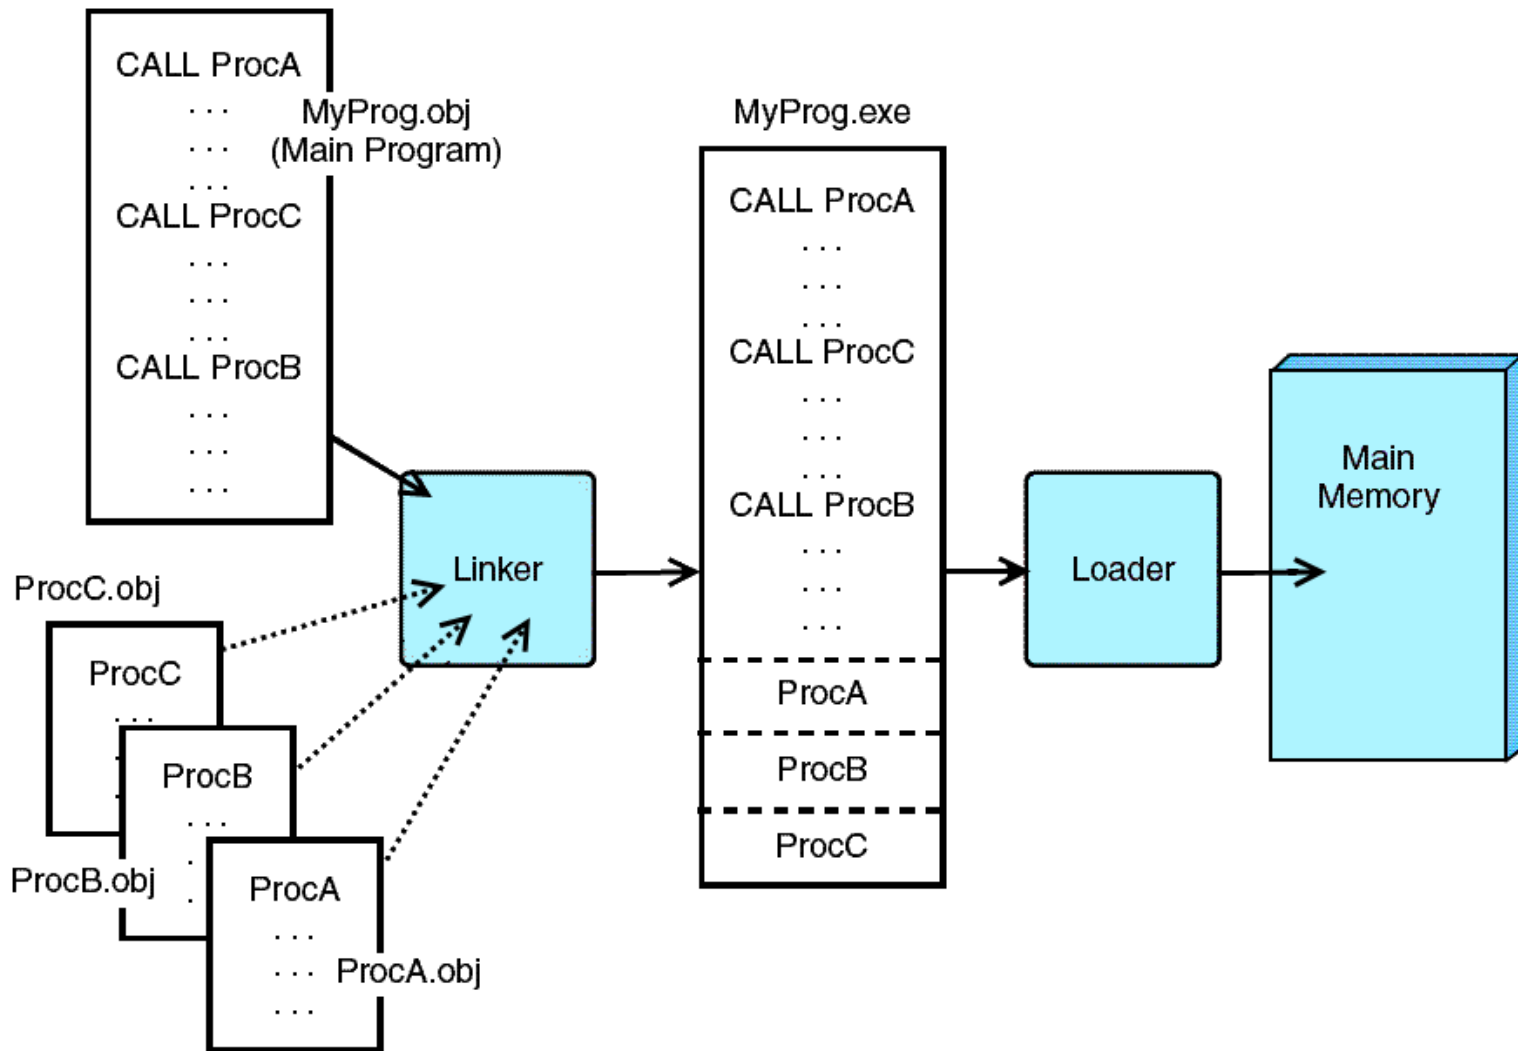 CALL ProcA
. . .
MyProg.obj
. . .
(Main Program)
. . .
CALL ProcC
. . .
. . .
. . .
CALL ProcB
. . .
. . .
. . .
ProcC.obj
ProcC
. . .
ProcB
. . .
ProcB.obj
ProcA
. . .
. . .
. . .
ProcA.obj
Linker
MyProg.exe
CALL ProcA
. . .
. . .
. . .
CALL ProcC
. . .
. . .
. . .
CALL ProcB
. . .
. . .
. . .
ProcA
ProcB
ProcC
Loader
Main
Memory